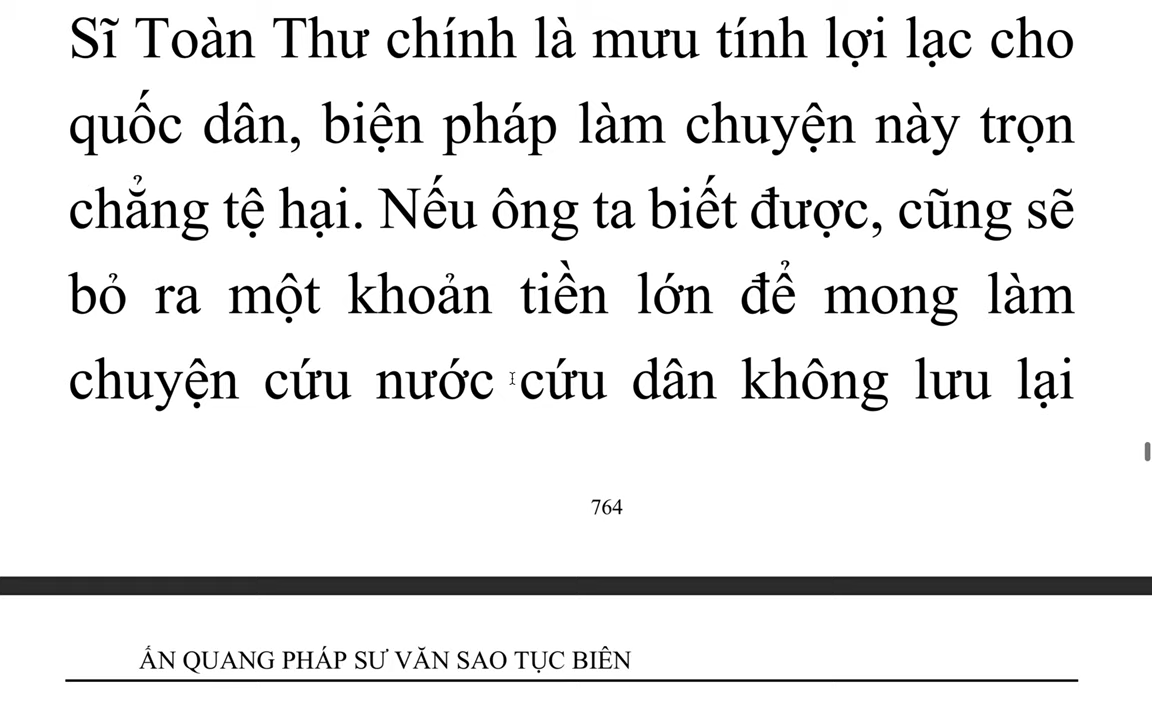 Sĩ Toàn Thư chính là mưu tính lợi lạc cho
quốc dân, biện pháp làm chuyện này trọn
chẳng tệ hại. Nếu ông ta biết được, cũng sẽ
bỏ ra một khoản tiền lớn để mong làm
chuyện cứu nước cứu dân không lưu lại
764
ẤN QUANG PHÁP SƯ VĂN SAO TỤC BIÊN